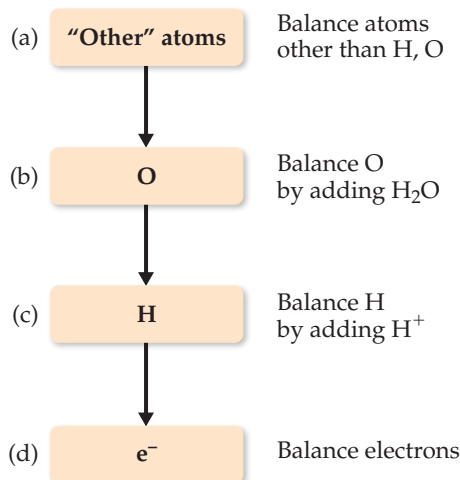 (a) “Other” atoms Balance atoms
other than H, O
(b) O Balance O
by adding H₂O
(c) H Balance H
by adding H⁺
(d) e⁻ Balance electrons